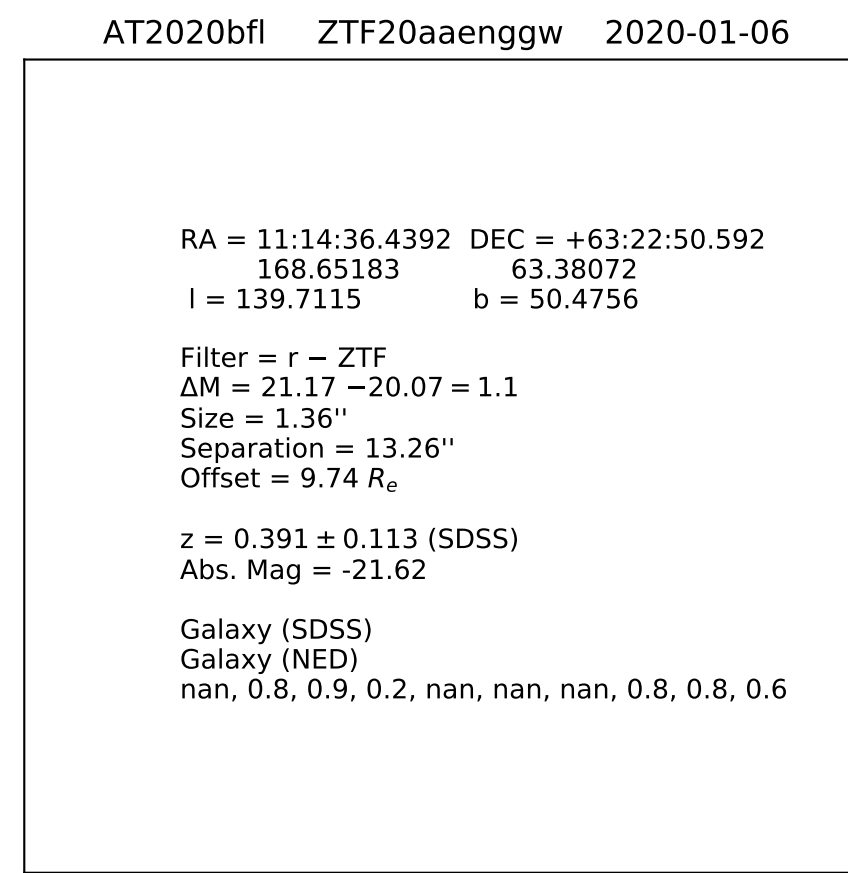 AT2020bfl ZTF20aaenggw 2020-01-06
RA = 11:14:36.4392 DEC = +63:22:50.592
168.65183 63.38072
l = 139.7115 b = 50.4756
Filter = r − ZTF
ΔM = 21.17 −20.07 = 1.1
Size = 1.36''
Separation = 13.26''
Offset = 9.74 Rₑ
z = 0.391 ± 0.113 (SDSS)
Abs. Mag = -21.62
Galaxy (SDSS)
Galaxy (NED)
nan, 0.8, 0.9, 0.2, nan, nan, nan, 0.8, 0.8, 0.6